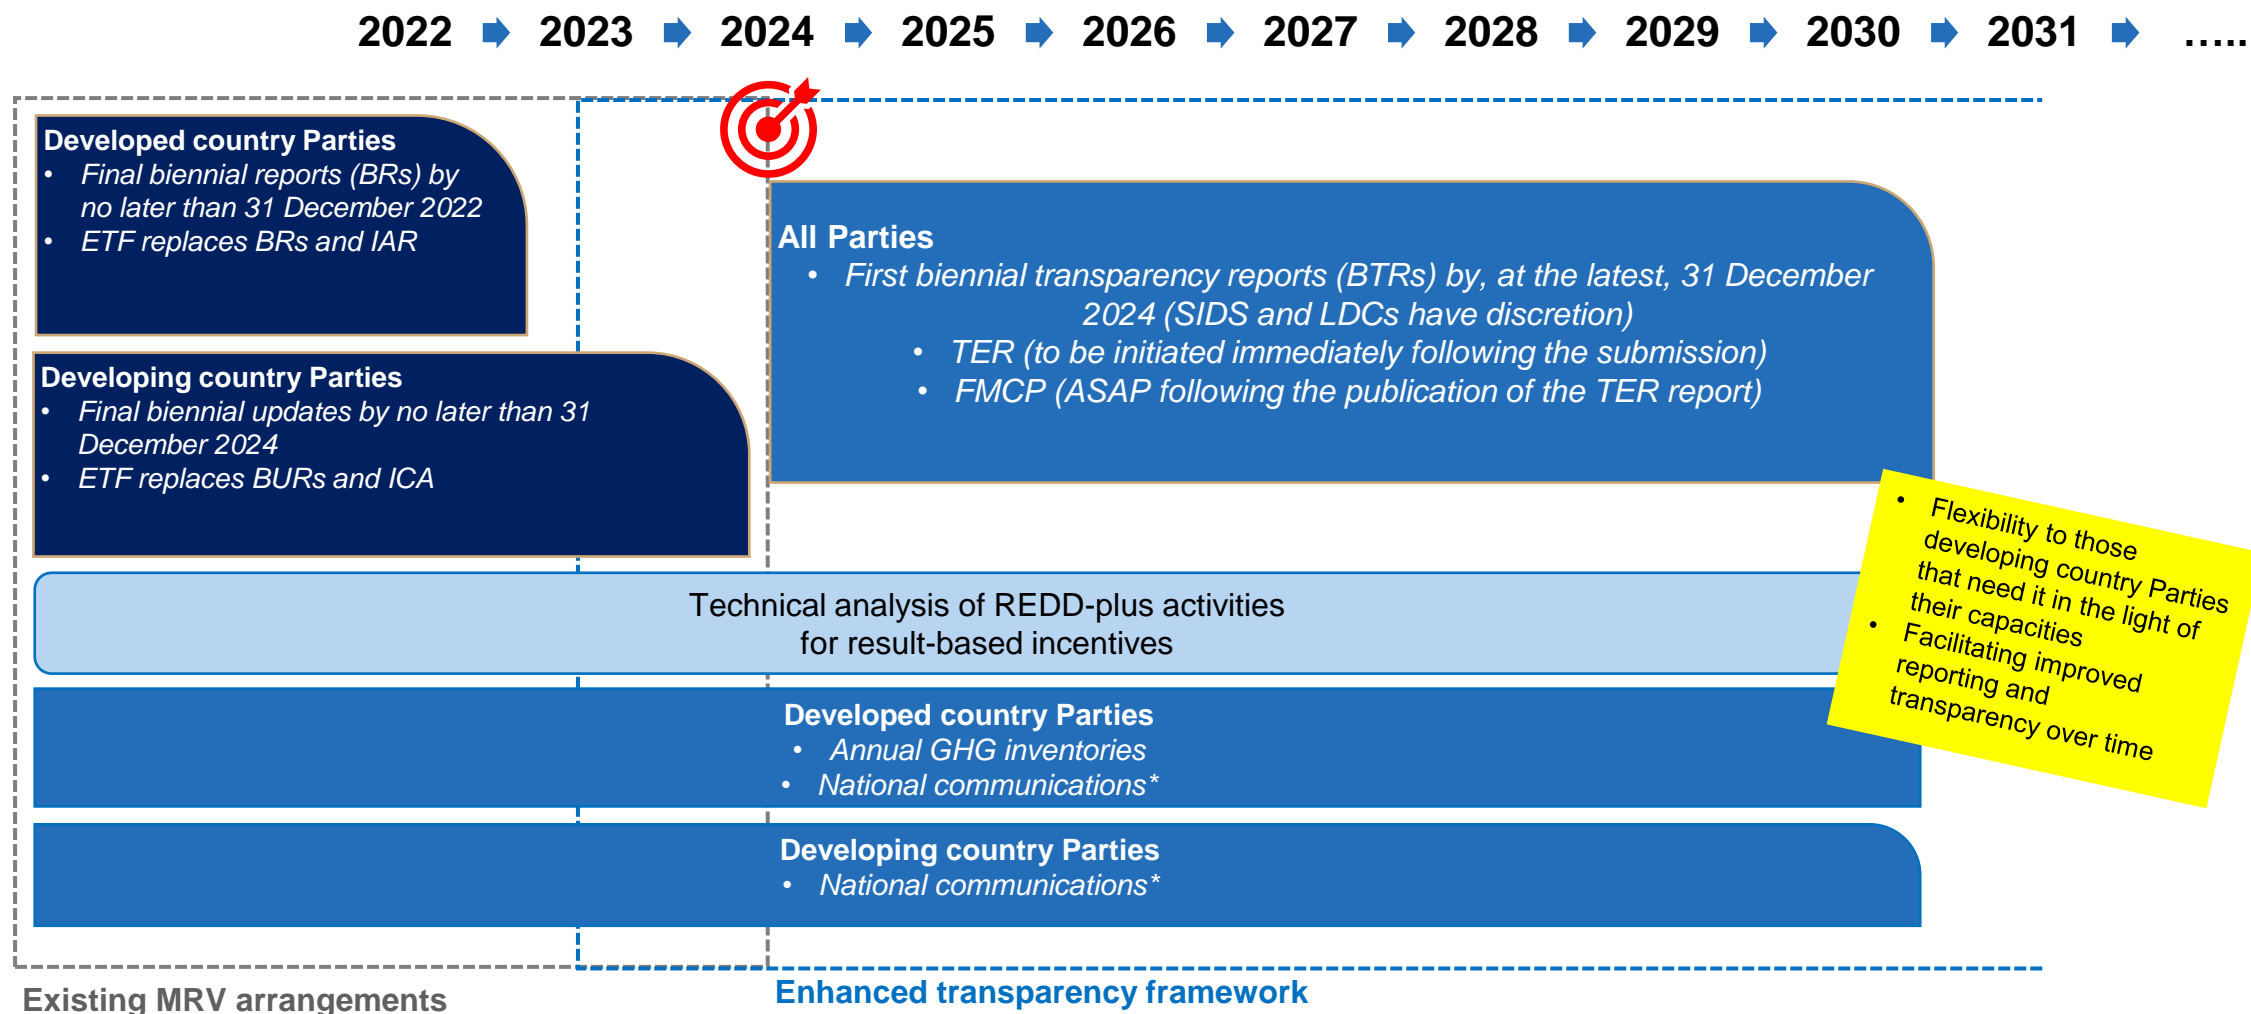 2022 2023 2024 2025 2026 2027 2028 2029 2030 2031 …..
Developed country Parties
• Final biennial reports (BRs) by
no later than 31 December 2022
• ETF replaces BRs and IAR
All Parties
• First biennial transparency reports (BTRs) by, at the latest, 31 December
2024 (SIDS and LDCs have discretion)
• TER (to be initiated immediately following the submission)
• FMCP (ASAP following the publication of the TER report)
Developing country Parties
• Final biennial updates by no later than 31
December 2024
• ETF replaces BURs and ICA
• Flexibility to those
developing country Parties
that need it in the light of
their capacities
• Facilitating improved
reporting and
transparency over time
Technical analysis of REDD-plus activities
for result-based incentives
Developed country Parties
• Annual GHG inventories
• National communications*
Developing country Parties
• National communications*
Existing MRV arrangements
Enhanced transparency framework